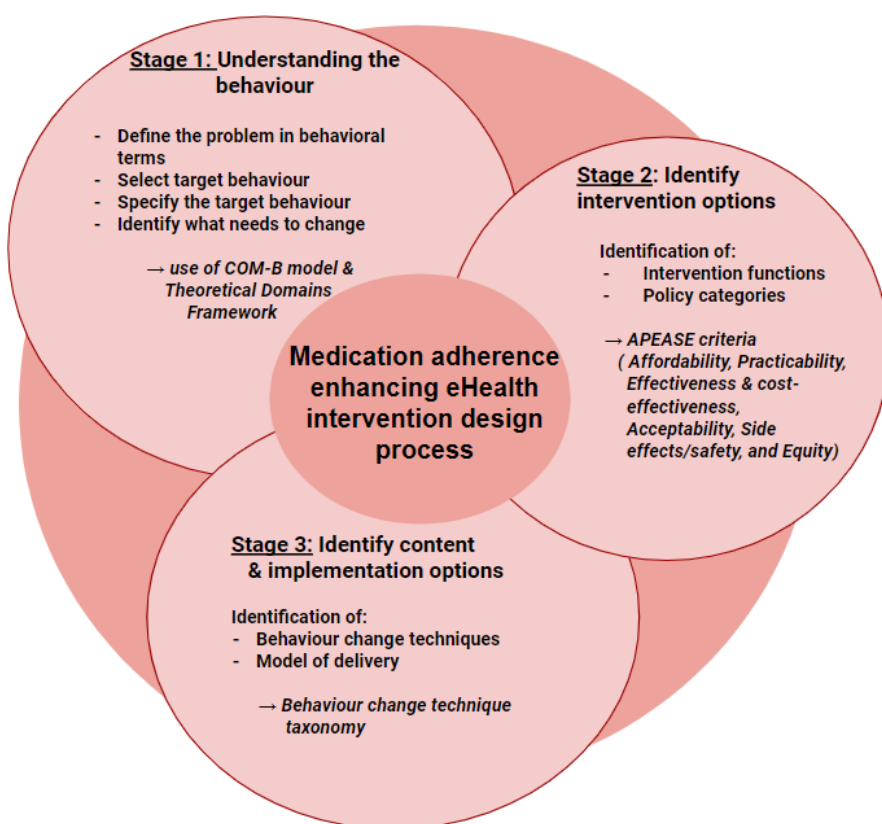 Stage 1: Understanding the
behaviour
- Define the problem in behavioral
terms
- Select target behaviour
- Specify the target behaviour
- Identify what needs to change
→ use of COM-B model &
Theoretical Domains
Framework
Stage 2: Identify
intervention options
Identification of:
- Intervention functions
- Policy categories
→ APEASE criteria
( Affordability, Practicability,
Effectiveness & cost-
effectiveness,
Acceptability, Side
effects/safety, and Equity)
Medication adherence
enhancing eHealth
intervention design
process
Stage 3: Identify content
& implementation options
Identification of:
- Behaviour change techniques
- Model of delivery
→ Behaviour change technique
taxonomy